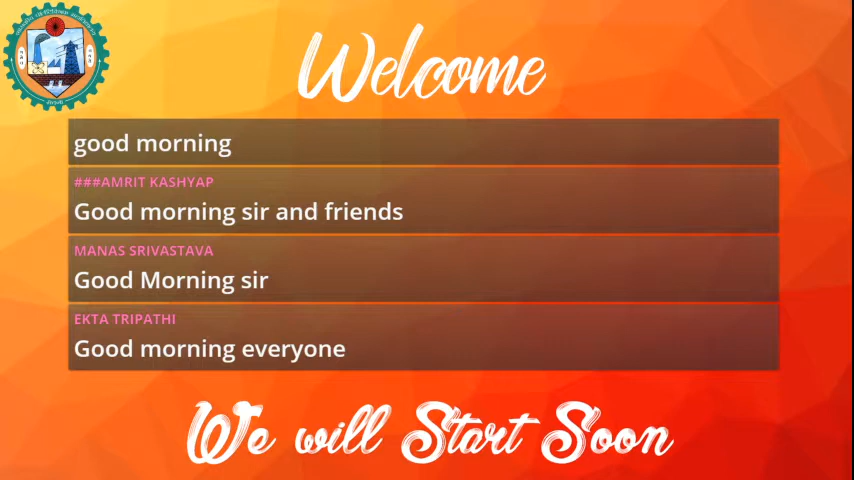 Welcome
good morning
###AMRIT KASHYAP
Good morning sir and friends
MANAS SRIVASTAVA
Good Morning sir
EKTA TRIPATHI
Good morning everyone
We will Start Soon